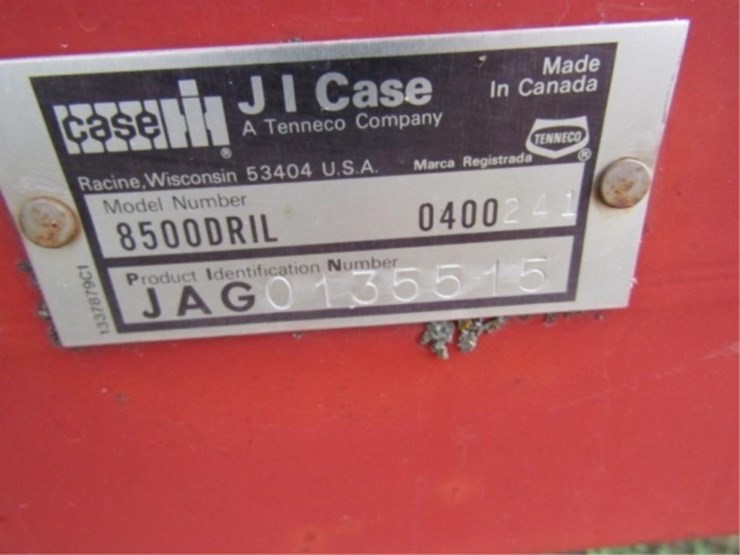 case IH ®
J I Case
A Tenneco Company
Made
In Canada
TENNECO ®
Racine, Wisconsin 53404 U.S.A. Marca Registrada
Model Number
8500DRIL 0400241
Product Identification Number
JAG0135515
1337879C1